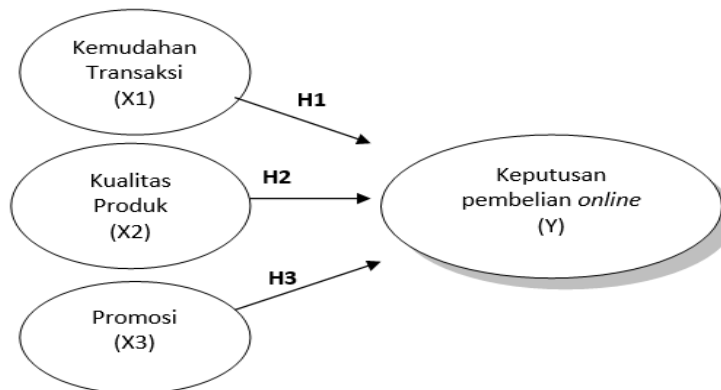 Kemudahan
Transaksi
(X1)
H1
Kualitas
Produk
(X2)
H2
Keputusan
pembelian online
(Y)
H3
Promosi
(X3)